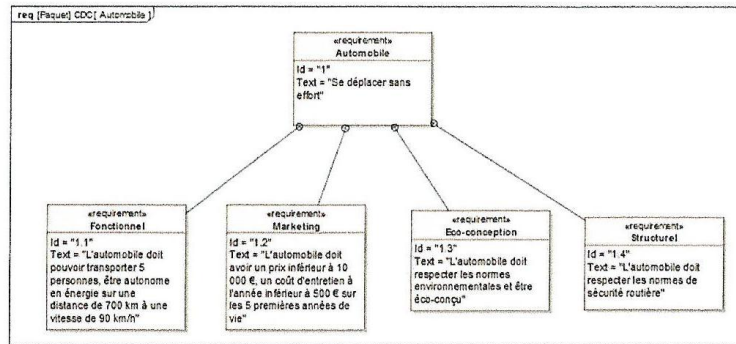 req [Paquet] CDC[ Automobile ]
«requirement»
Automobile
Id = "1"
Text = "Se déplacer sans
effort"
«requirement»
Fonctionnel
Id = "1.1"
Text = "L'automobile doit
pouvoir transporter 5
personnes, être autonome
en énergie sur une
distance de 700 km à une
vitesse de 90 km/h"
«requirement»
Marketing
Id = "1.2"
Text = "L'automobile doit
avoir un prix inférieur à 10
000 €, un coût d'entretien à
l'année inférieur à 500 € sur
les 5 premières années de
vie"
«requirement»
Eco-conception
Id = "1.3"
Text = "L'automobile doit
respecter les normes
environnementales et être
éco-conçu"
«requirement»
Structurel
Id = "1.4"
Text = "L'automobile doit
respecter les normes de
sécurité routière"